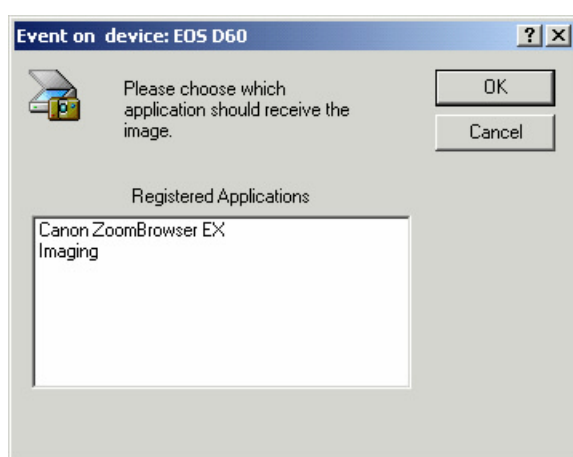 Event on device: EOS D60
Please choose which
application should receive the
image.
OK
Cancel
Registered Applications
Canon ZoomBrowser EX
Imaging